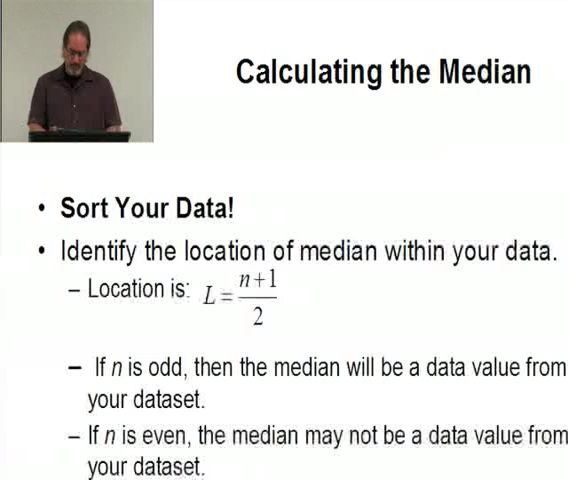 Calculating the Median
• Sort Your Data!
• Identify the location of median within your data.
– Location is: L = (n+1)/2
– If n is odd, then the median will be a data value from
your dataset.
– If n is even, the median may not be a data value from
your dataset.